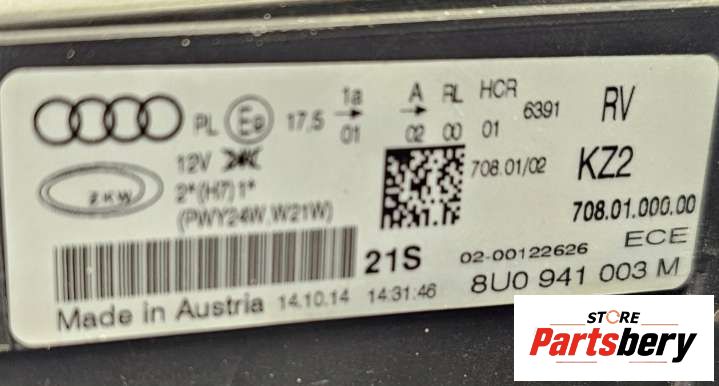 PL E8 17,5 1a 01 A 02 RL 00 HCR 01 6391 RV
12V
ZKW
2*(H7) 1*
(PWY24W.W21W)
708.01/02 KZ2
708.01.000.00
21S 02-00122626 ECE
Made in Austria 14.10.14 14:31:46 8U0 941 003 M
STORE
Partsbery